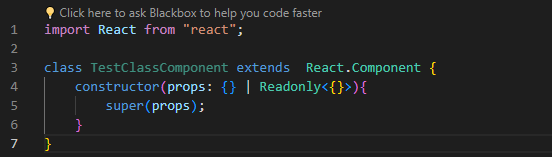 💡 Click here to ask Blackbox to help you code faster
1 import React from "react";
2
3 class TestClassComponent extends  React.Component {
4     constructor(props: {} | Readonly<{}>){
5         super(props);
6     }
7 }